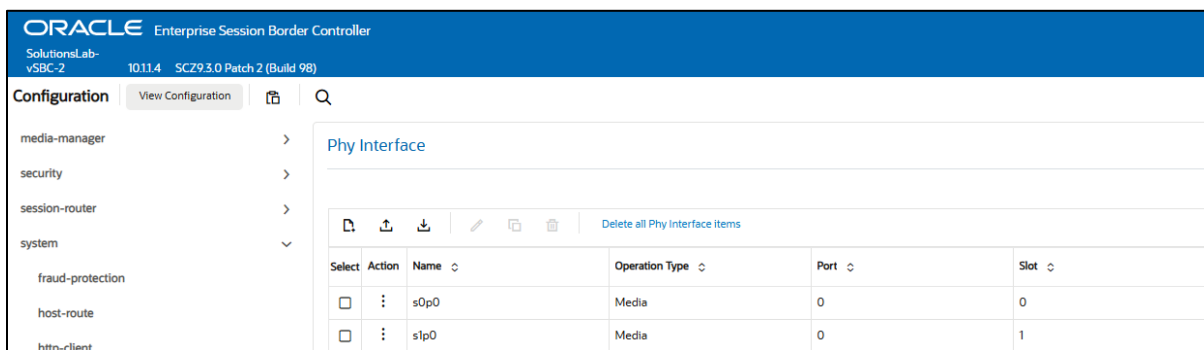 ORACLE Enterprise Session Border Controller
SolutionsLab-
vSBC-2 10.1.1.4 SCZ9.3.0 Patch 2 (Build 98)
Configuration View Configuration
media-manager
security
session-router
system
fraud-protection
host-route
http-client
Phy Interface
Delete all Phy Interface items
Select Action Name Operation Type Port Slot
s0p0 Media 0 0
s1p0 Media 0 1